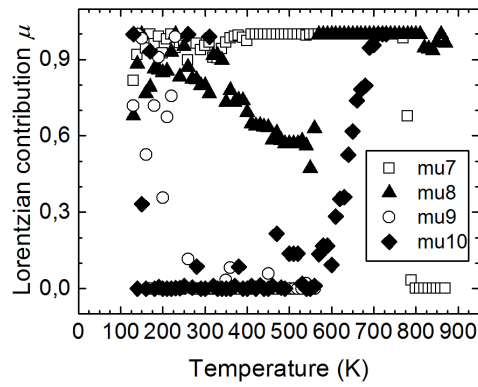 Lorentzian contribution μ
0,9
0,6
0,3
0,0
mu7
mu8
mu9
mu10
0 100 200 300 400 500 600 700 800 900
Temperature (K)